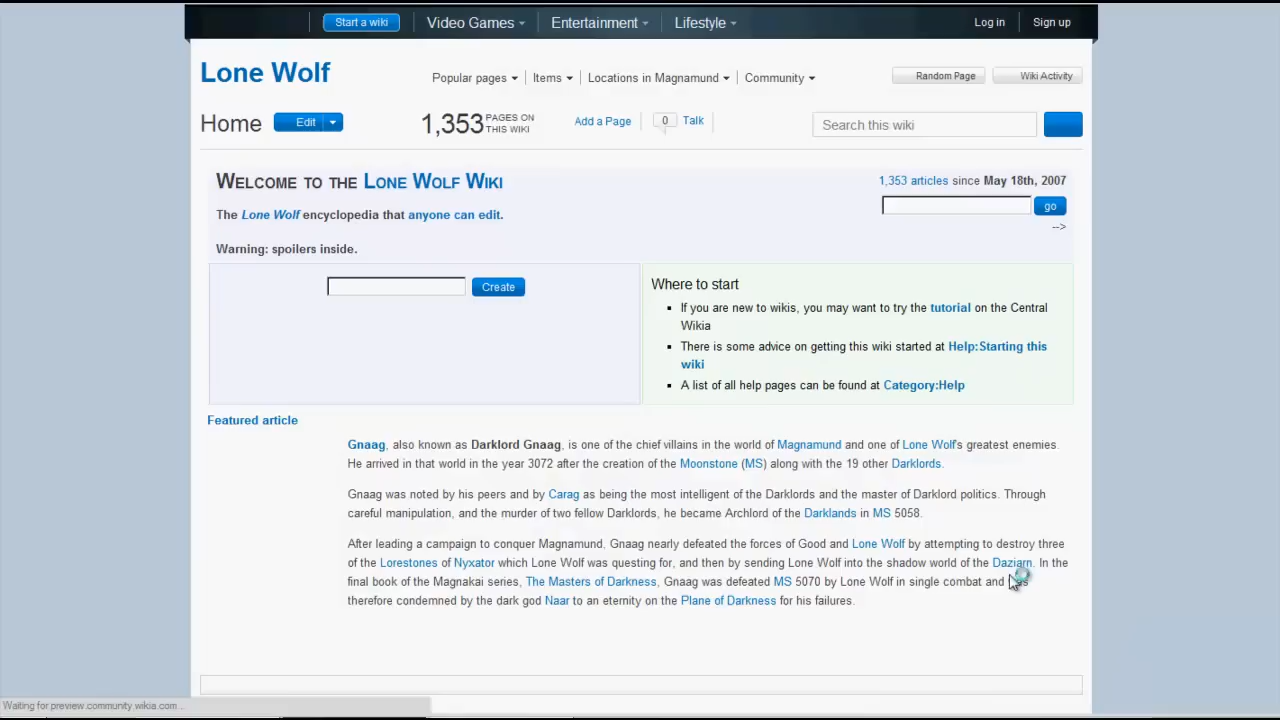 Start a wiki Video Games Entertainment Lifestyle Log in Sign up
Lone Wolf
Popular pages Items Locations in Magnamund Community Random Page Wiki Activity
Home Edit 1,353 PAGES ON THIS WIKI Add a Page 0 Talk Search this wiki
WELCOME TO THE LONE WOLF WIKI
1,353 articles since May 18th, 2007
The Lone Wolf encyclopedia that anyone can edit.
go
-->
Warning: spoilers inside.
Create
Where to start
If you are new to wikis, you may want to try the tutorial on the Central
Wikia
There is some advice on getting this wiki started at Help:Starting this
wiki
A list of all help pages can be found at Category:Help
Featured article
Gnaag, also known as Darklord Gnaag, is one of the chief villains in the world of Magnamund and one of Lone Wolf's greatest enemies.
He arrived in that world in the year 3072 after the creation of the Moonstone (MS) along with the 19 other Darklords.
Gnaag was noted by his peers and by Carag as being the most intelligent of the Darklords and the master of Darklord politics. Through
careful manipulation, and the murder of two fellow Darklords, he became Archlord of the Darklands in MS 5058.
After leading a campaign to conquer Magnamund, Gnaag nearly defeated the forces of Good and Lone Wolf by attempting to destroy three
of the Lorestones of Nyxator which Lone Wolf was questing for, and then by sending Lone Wolf into the shadow world of the Daziarn. In the
final book of the Magnakai series, The Masters of Darkness, Gnaag was defeated MS 5070 by Lone Wolf in single combat and
therefore condemned by the dark god Naar to an eternity on the Plane of Darkness for his failures.
Waiting for preview.community.wikia.com...